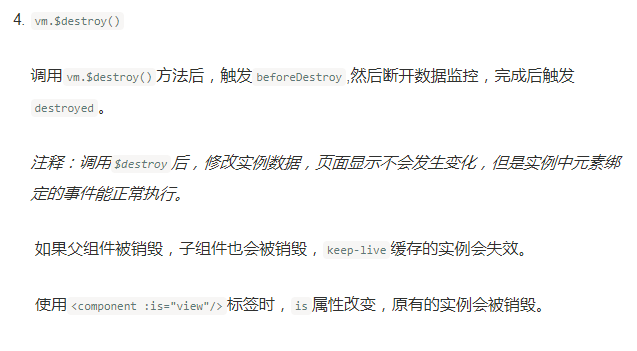 4. vm.$destroy()
调用 vm.$destroy() 方法后，触发 beforeDestroy ,然后断开数据监控，完成后触发
destroyed 。
注释：调用 $destroy 后，修改实例数据，页面显示不会发生变化，但是实例中元素绑
定的事件能正常执行。
如果父组件被销毁，子组件也会被销毁， keep-live 缓存的实例会失效。
使用 <component :is="view"/> 标签时， is 属性改变，原有的实例会被销毁。